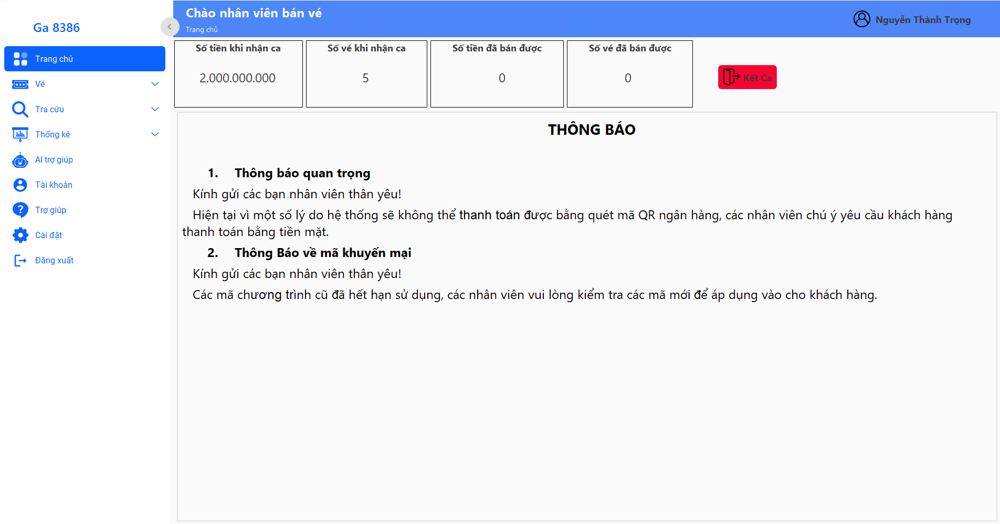 Ga 8386
Trang chủ
Vé
Tra cứu
Thống kê
AI trợ giúp
Tài khoản
Trợ giúp
Cài đặt
Đăng xuất
Chào nhân viên bán vé
Trang chủ
Nguyễn Thành Trọng
Số tiền khi nhận ca
2.000.000.000
Số vé khi nhận ca
5
Số tiền đã bán được
0
Số vé đã bán được
0
Kết Ca
THÔNG BÁO
1. Thông báo quan trọng
Kính gửi các bạn nhân viên thân yêu!
Hiện tại vì một số lý do hệ thống sẽ không thể thanh toán được bằng quét mã QR ngân hàng, các nhân viên chú ý yêu cầu khách hàng
thanh toán bằng tiền mặt.
2. Thông Báo về mã khuyến mại
Kính gửi các bạn nhân viên thân yêu!
Các mã chương trình cũ đã hết hạn sử dụng, các nhân viên vui lòng kiểm tra các mã mới để áp dụng vào cho khách hàng.